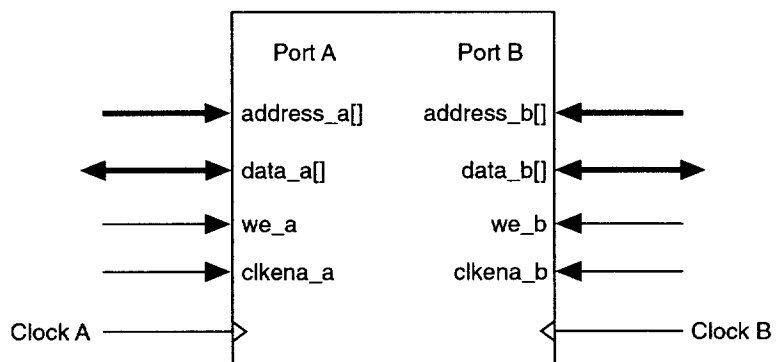 Port A Port B
address_a[] address_b[]
data_a[] data_b[]
we_a we_b
clkena_a clkena_b
Clock A Clock B